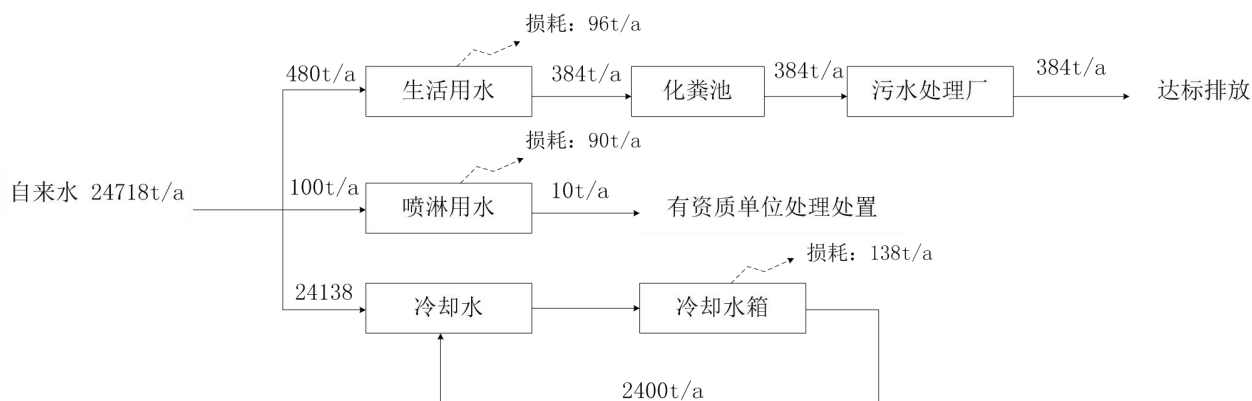 损耗：96t/a
480t/a
生活用水
384t/a
化粪池
384t/a
污水处理厂
384t/a
达标排放
损耗：90t/a
自来水 24718t/a
100t/a
喷淋用水
10t/a
有资质单位处理处置
损耗：138t/a
24138
冷却水
冷却水箱
2400t/a